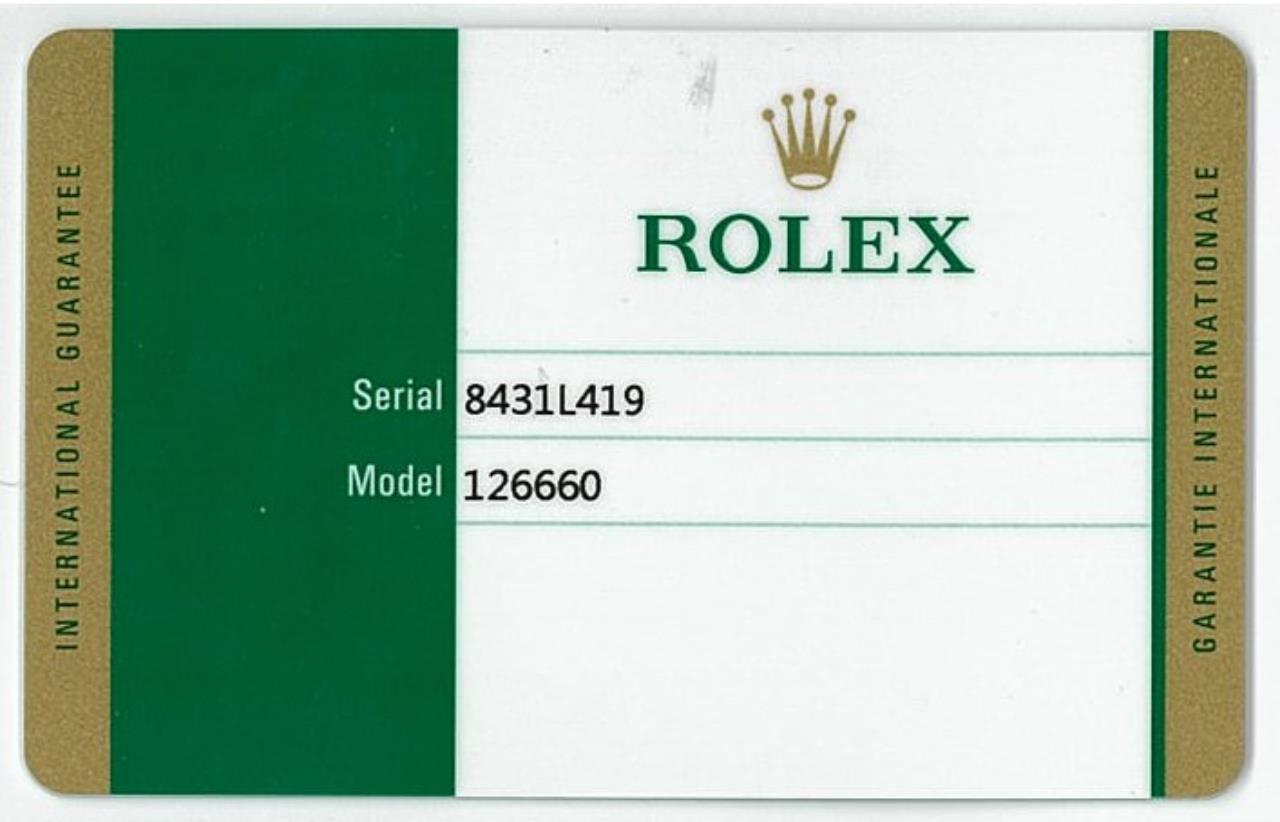 INTERNATIONAL GUARANTEE
ROLEX
Serial 8431L419
Model 126660
GARANTIE INTERNATIONALE